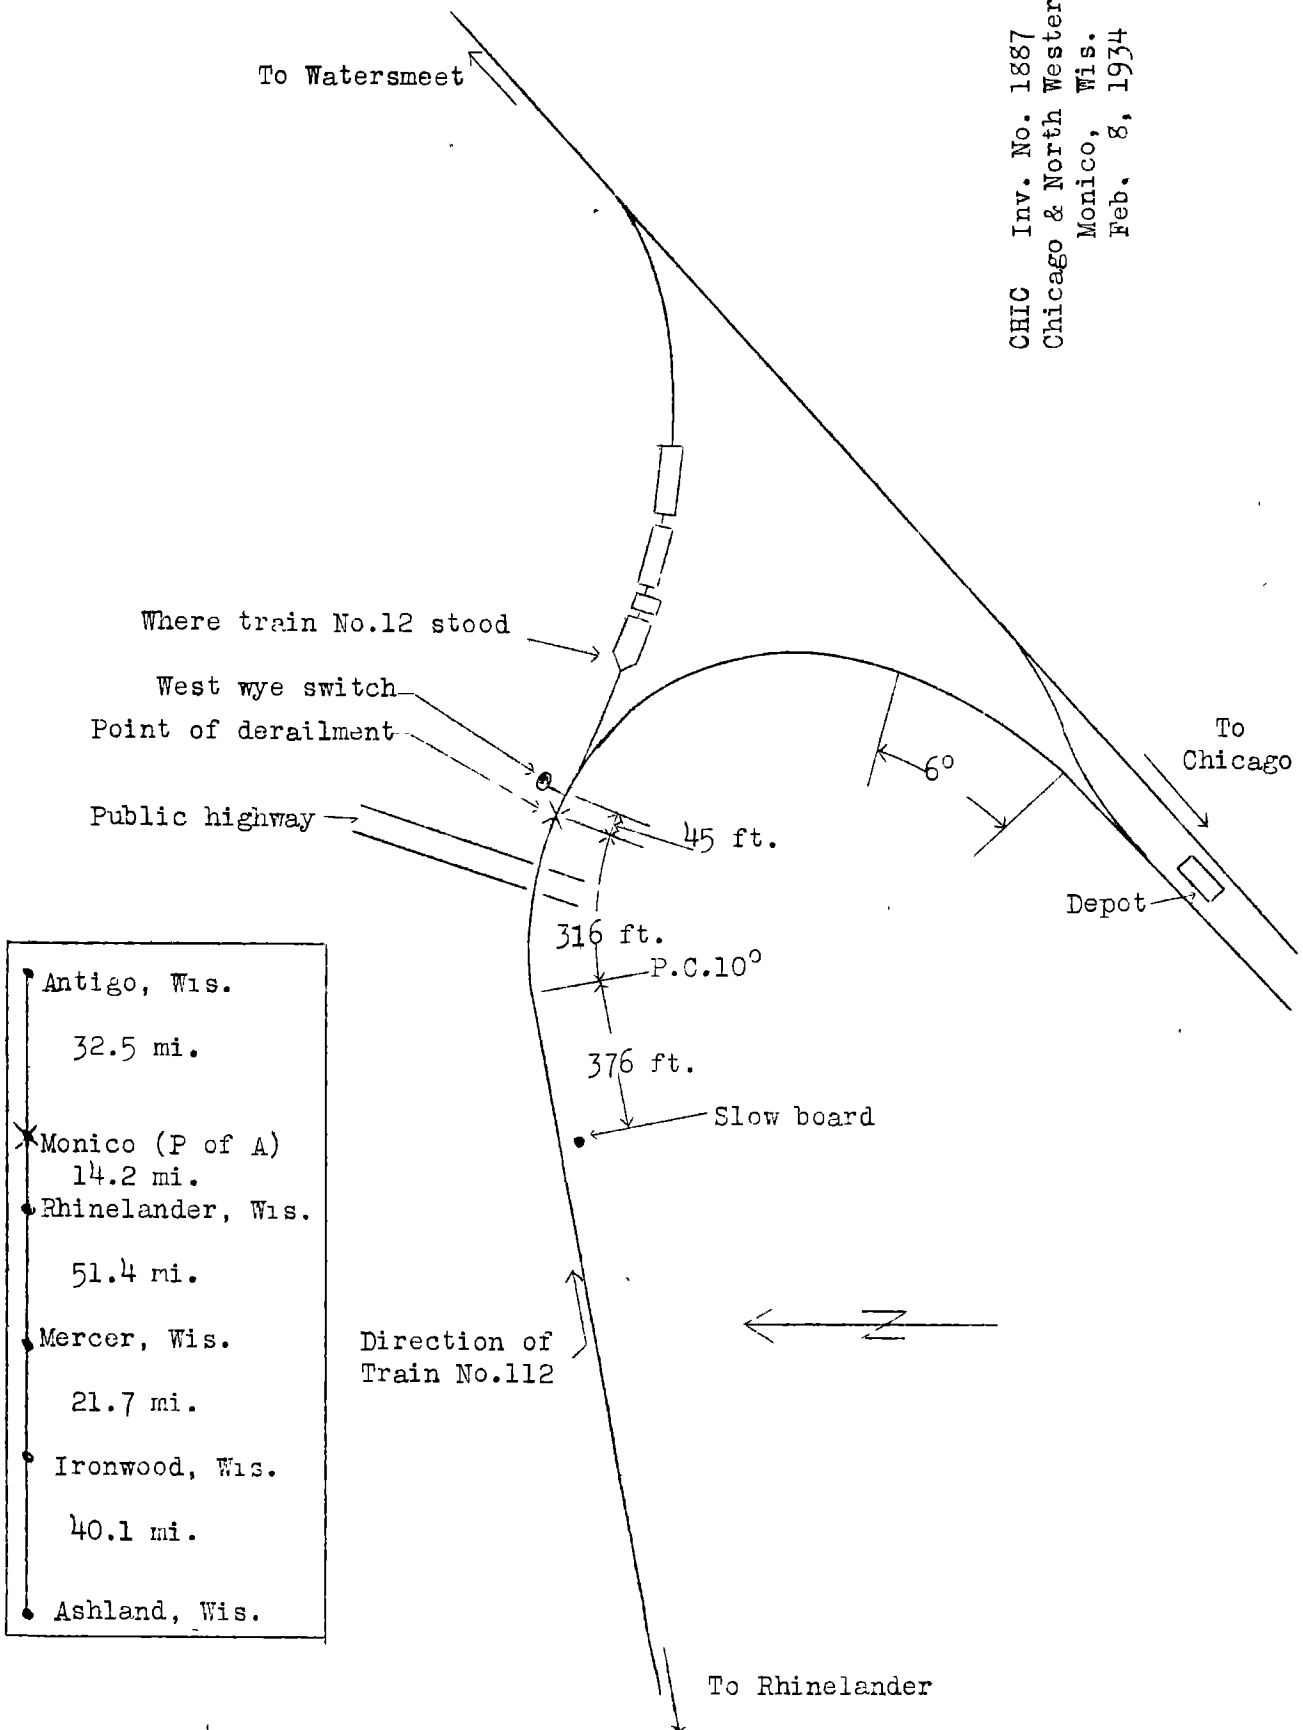 To Watersmeet
CHIC Inv. No. 1887
Chicago & North Wester
Monico, Wis.
Feb. 8, 1934
Where train No.12 stood
West wye switch
Point of derailment
Public highway
6°
To
Chicago
45 ft.
Depot
316 ft.
P.C.10°
376 ft.
Slow board
Antigo, Wis.
32.5 mi.
Monico (P of A)
14.2 mi.
Rhinelander, Wis.
51.4 mi.
Mercer, Wis.
21.7 mi.
Ironwood, Wis.
40.1 mi.
Ashland, Wis.
Direction of
Train No.112
N
To Rhinelander